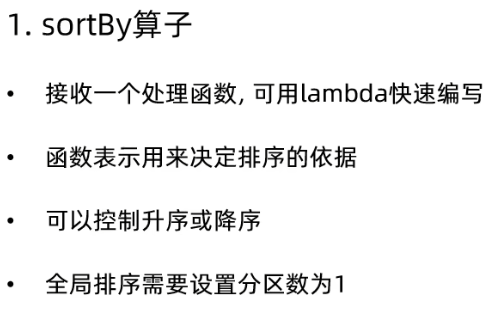 1. sortBy算子
• 接收一个处理函数, 可用lambda快速编写
• 函数表示用来决定排序的依据
• 可以控制升序或降序
• 全局排序需要设置分区数为1